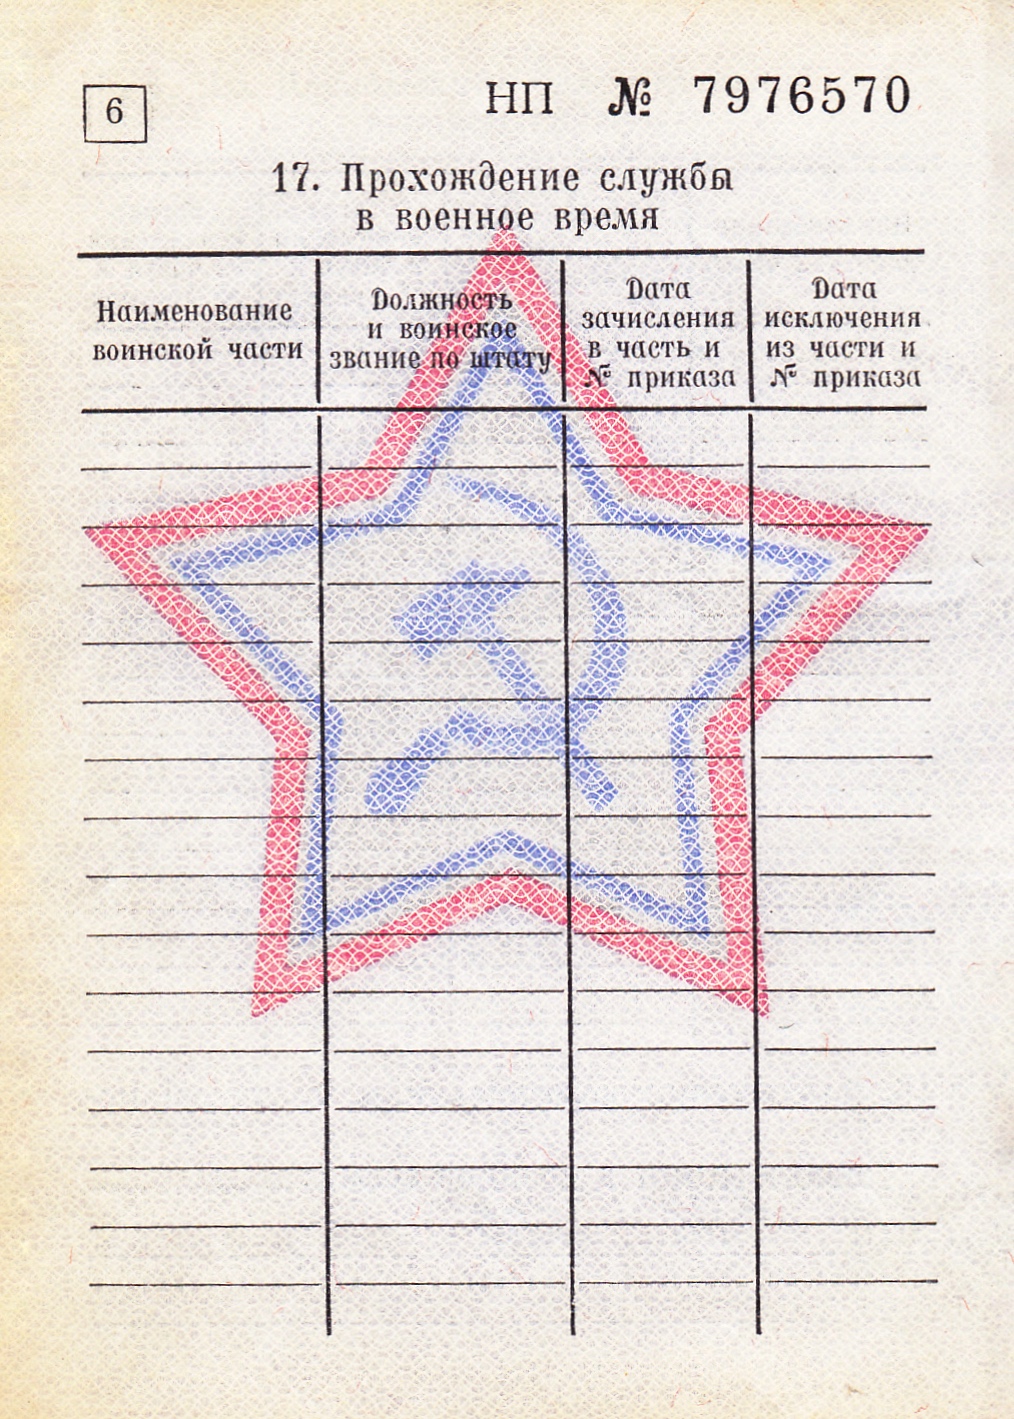 6
НП № 7976570
17. Прохождение службы
в военное время
Наименование
воинской части
Должность
и воинское
звание по штату
Дата
зачисления
в часть и
№ приказа
Дата
исключения
из части и
№ приказа